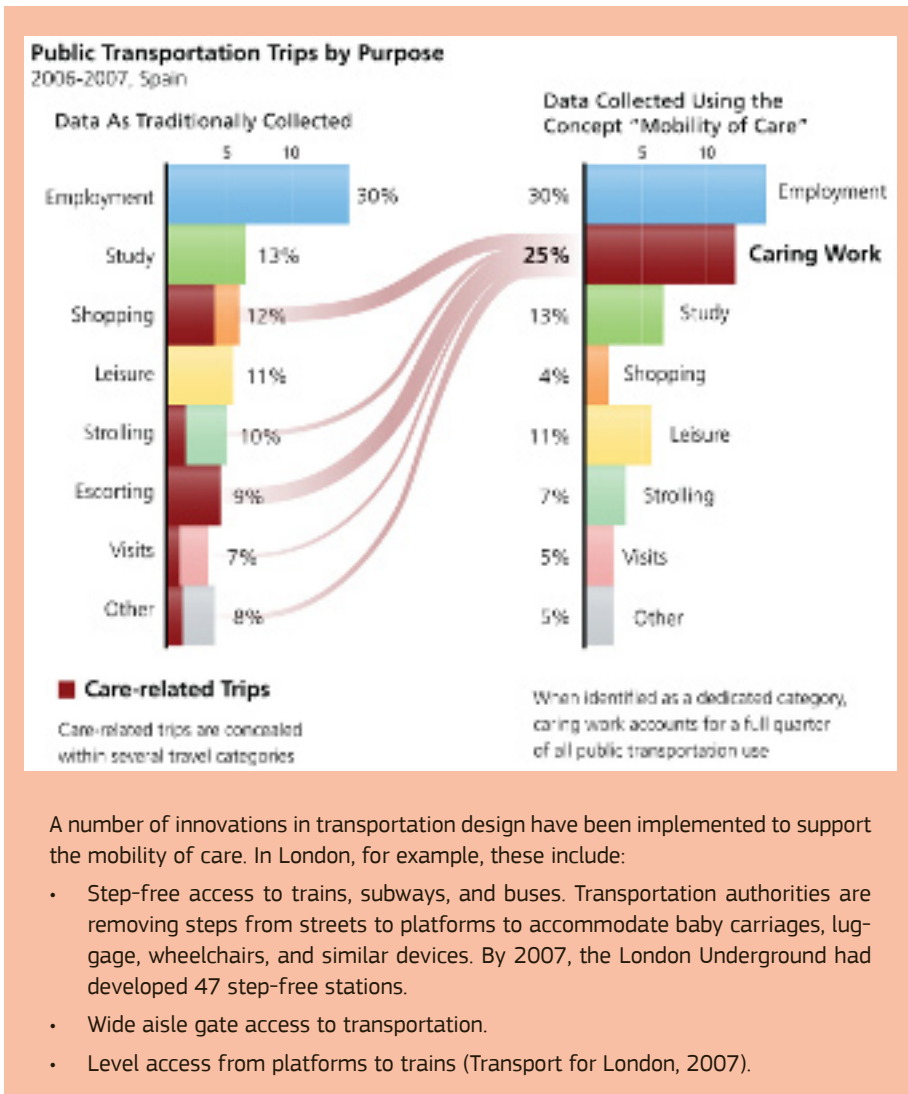 Public Transportation Trips by Purpose
2006-2007, Spain
Data As Traditionally Collected
5 10
Employment 30%
Study 13%
Shopping 12%
Leisure 11%
Strolling 10%
Escorting 9%
Visits 7%
Other 8%
Care-related Trips
Care-related trips are concealed
within several travel categories
Data Collected Using the
Concept "Mobility of Care"
5 10
30% Employment
25% Caring Work
13% Study
4% Shopping
11% Leisure
7% Strolling
5% Visits
5% Other
When identified as a dedicated category,
caring work accounts for a full quarter
of all public transportation use
A number of innovations in transportation design have been implemented to support
the mobility of care. In London, for example, these include:
• Step-free access to trains, subways, and buses. Transportation authorities are
removing steps from streets to platforms to accommodate baby carriages, lug-
gage, wheelchairs, and similar devices. By 2007, the London Underground had
developed 47 step-free stations.
• Wide aisle gate access to transportation.
• Level access from platforms to trains (Transport for London, 2007).